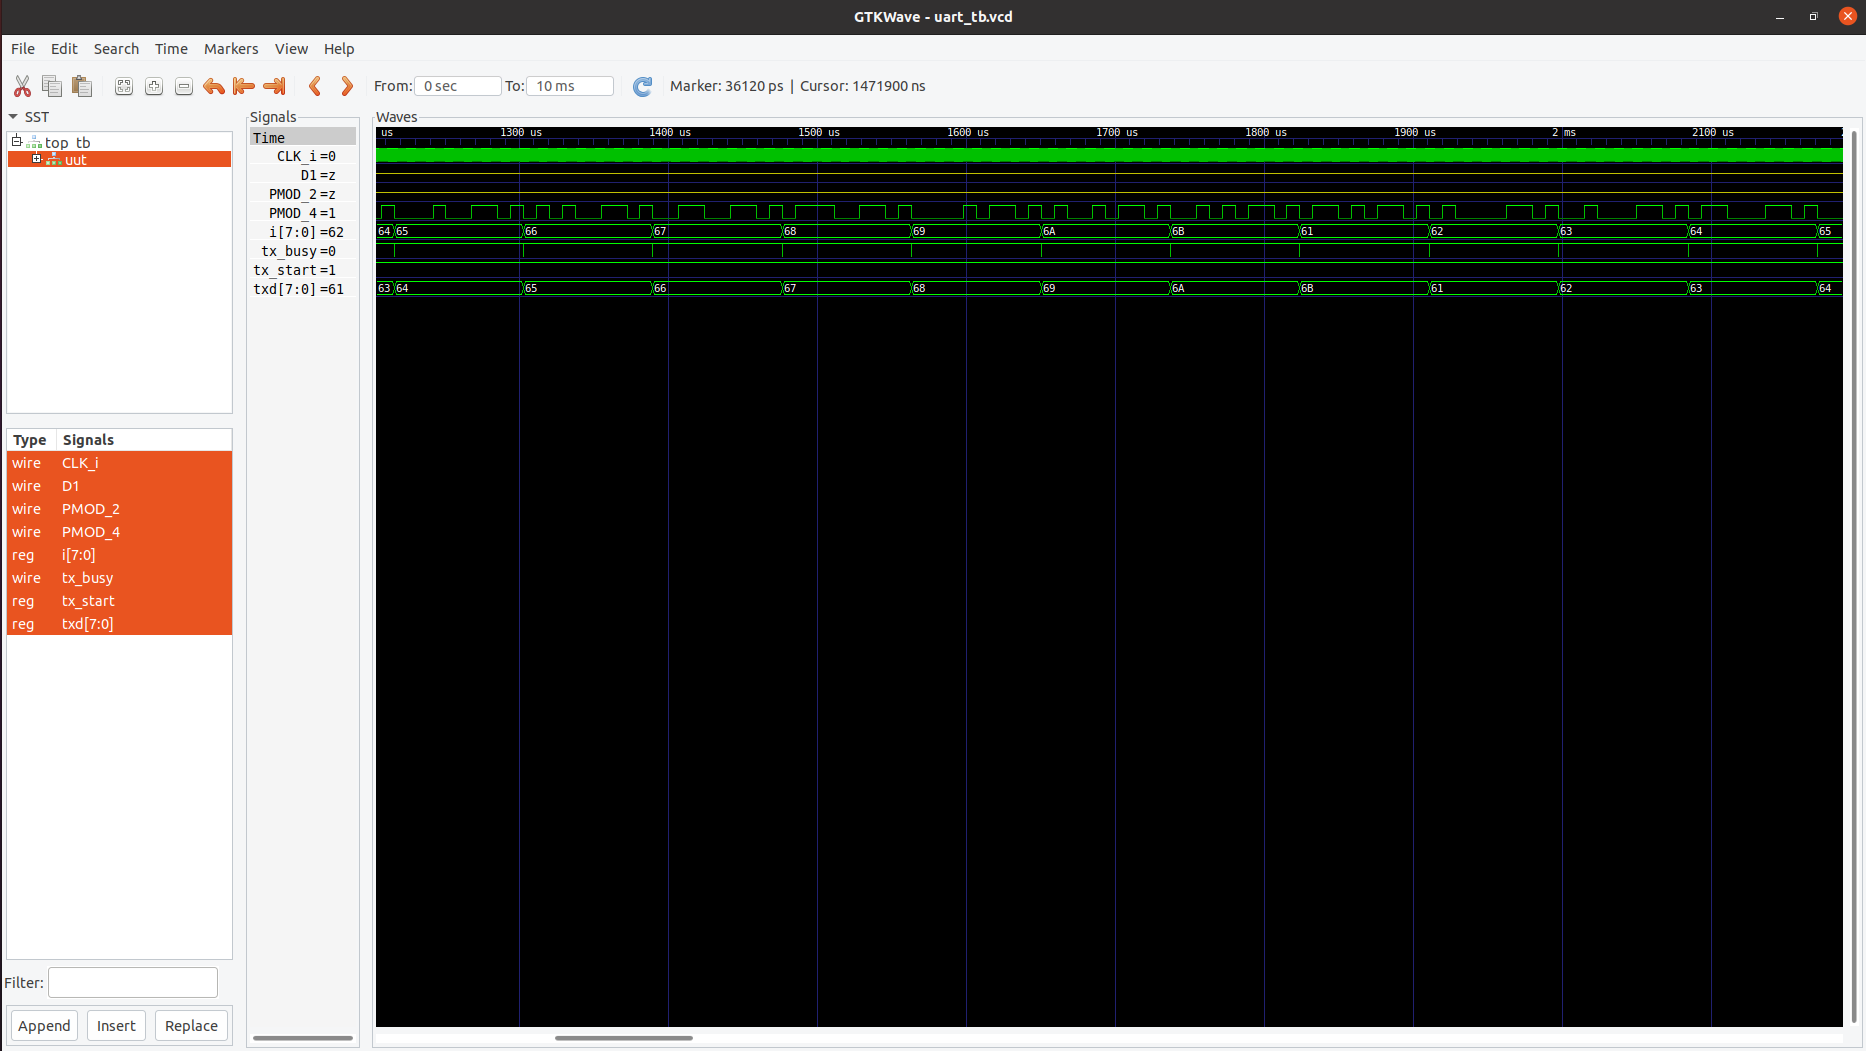 GTKWave - uart_tb.vcd
File Edit Search Time Markers View Help
From: 0 sec To: 10 ms Marker: 36120 ps | Cursor: 1471900 ns
SST
top_tb
uut
Type Signals
wire CLK_i
wire D1
wire PMOD_2
wire PMOD_4
reg i[7:0]
wire tx_busy
reg tx_start
reg txd[7:0]
Filter:
Append Insert Replace
Signals
Time
CLK_i=0
D1=z
PMOD_2=z
PMOD_4=1
i[7:0]=62
tx_busy=0
tx_start=1
txd[7:0]=61
Waves
us 1300 us 1400 us 1500 us 1600 us 1700 us 1800 us 1900 us 2 ms 2100 us
64 65 66 67 68 69 6A 6B 61 62 63 64 65
63 64 65 66 67 68 69 6A 6B 61 62 63 64